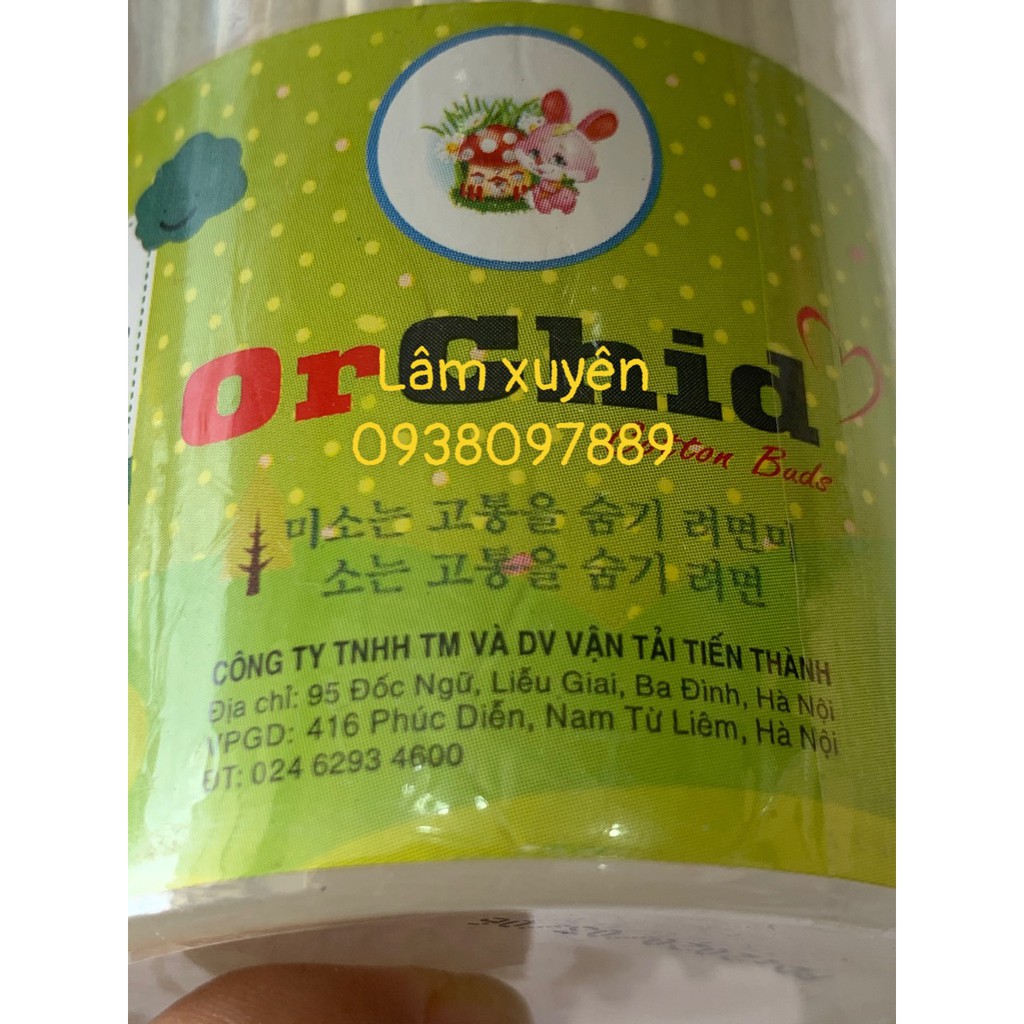 OrChid
Cotton Buds
Lâm xuyên
0938097889
미소는 고통을 숨기 려면미
소는 고통을 숨기 려면
CÔNG TY TNHH TM VÀ DV VẬN TẢI TIẾN THÀNH
Địa chỉ: 95 Đốc Ngữ, Liễu Giai, Ba Đình, Hà Nội
VPGD: 416 Phúc Diễn, Nam Từ Liêm, Hà Nội
ĐT: 024 6293 4600